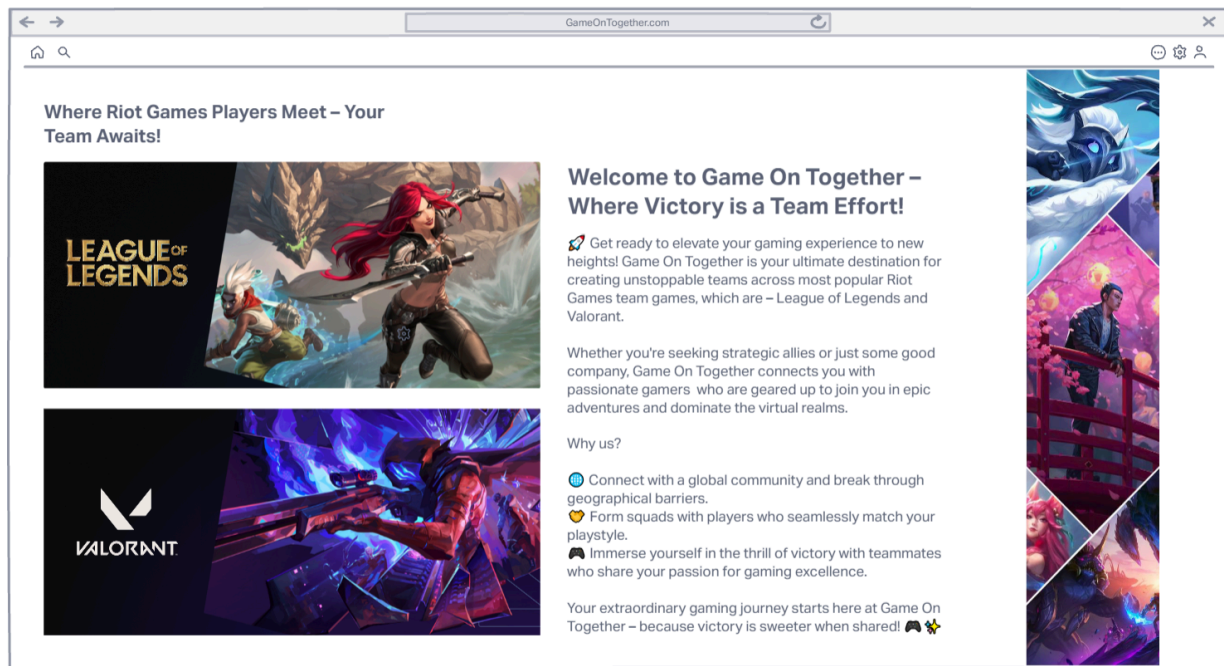 GameOnTogether.com
Where Riot Games Players Meet – Your
Team Awaits!
LEAGUE OF
LEGENDS
VALORANT
Welcome to Game On Together –
Where Victory is a Team Effort!
🚀 Get ready to elevate your gaming experience to new
heights! Game On Together is your ultimate destination for
creating unstoppable teams across most popular Riot
Games team games, which are – League of Legends and
Valorant.
Whether you're seeking strategic allies or just some good
company, Game On Together connects you with
passionate gamers who are geared up to join you in epic
adventures and dominate the virtual realms.
Why us?
🌐 Connect with a global community and break through
geographical barriers.
🤝 Form squads with players who seamlessly match your
playstyle.
🎮 Immerse yourself in the thrill of victory with teammates
who share your passion for gaming excellence.
Your extraordinary gaming journey starts here at Game On
Together – because victory is sweeter when shared! 🎮✨